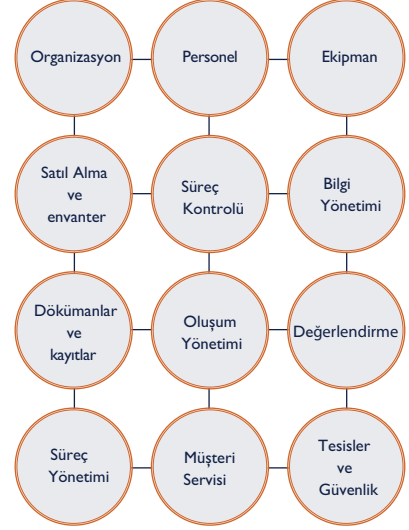 Organizasyon
Personel
Ekipman
Satıl Alma
ve
envanter
Süreç
Kontrolü
Bilgi
Yönetimi
Dökümanlar
ve
kayıtlar
Oluşum
Yönetimi
Değerlendirme
Süreç
Yönetimi
Müşteri
Servisi
Tesisler
ve
Güvenlik